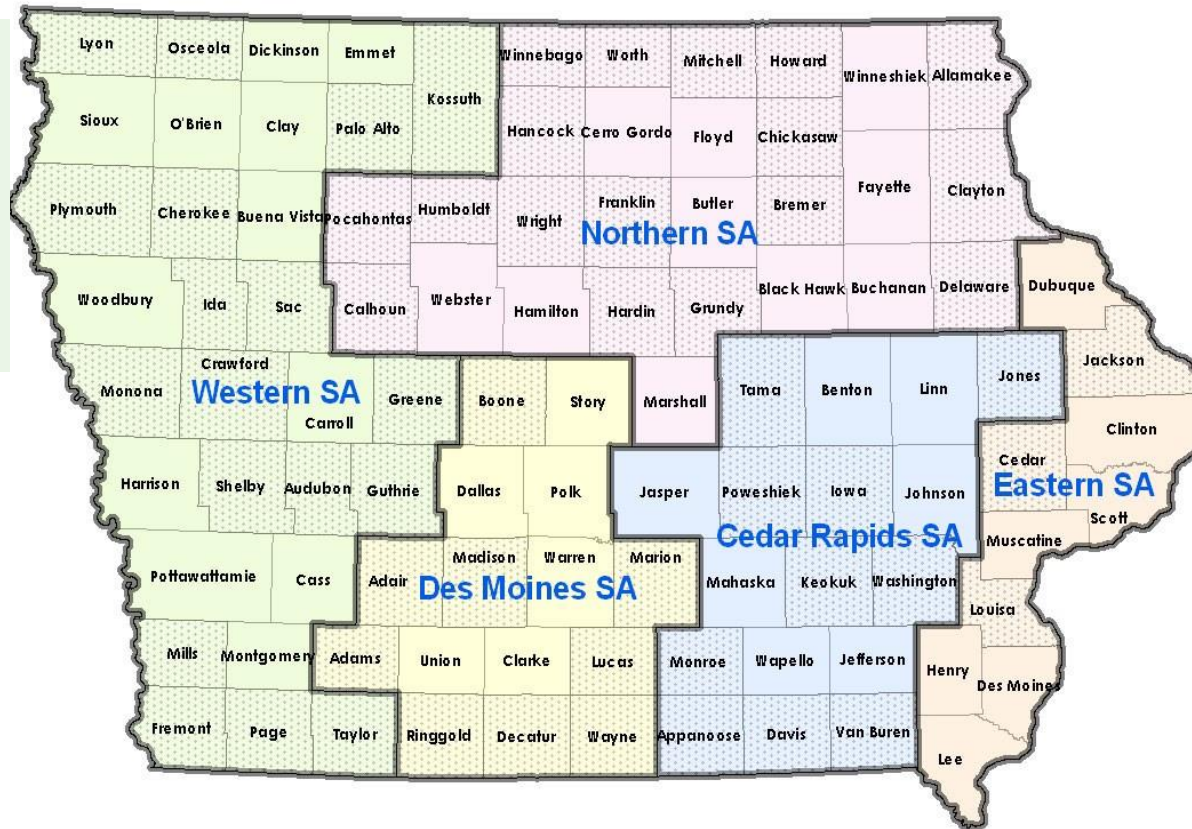 Lyon
Osceola
Dickinson
Emmet
Kossuth
Winnebago
Worth
Mitchell
Howard
Winneshiek
Allamakee
Sioux
O'Brien
Clay
Palo Alto
Hancock
Cerro Gordo
Floyd
Chickasaw
Fayette
Clayton
Plymouth
Cherokee
Buena Vista
Pocahontas
Humboldt
Wright
Franklin
Butler
Bremer
Northern SA
Woodbury
Ida
Sac
Calhoun
Webster
Hamilton
Hardin
Grundy
Black Hawk
Buchanan
Delaware
Dubuque
Jackson
Monona
Crawford
Western SA
Carroll
Greene
Boone
Story
Marshall
Tama
Benton
Linn
Jones
Clinton
Harrison
Shelby
Audubon
Guthrie
Dallas
Polk
Jasper
Poweshiek
Iowa
Johnson
Cedar
Eastern SA
Scott
Muscatine
Cedar Rapids SA
Pottawattamie
Cass
Adair
Madison
Warren
Marion
Des Moines SA
Mahaska
Keokuk
Washington
Louisa
Mills
Montgomery
Adams
Union
Clarke
Lucas
Monroe
Wapello
Jefferson
Henry
Des Moines
Fremont
Page
Taylor
Ringgold
Decatur
Wayne
Appanoose
Davis
Van Buren
Lee